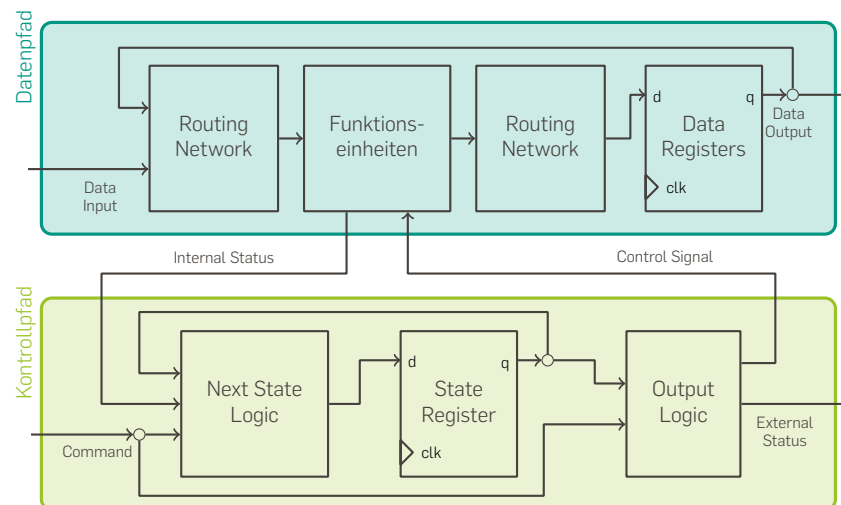 Datenpfad
Routing
Network
Funktions-
einheiten
Routing
Network
d
q
Data
Registers
clk
Data
Output
Data
Input
Internal Status
Control Signal
Kontrollpfad
Next State
Logic
d
q
State
Register
clk
Output
Logic
Command
External
Status